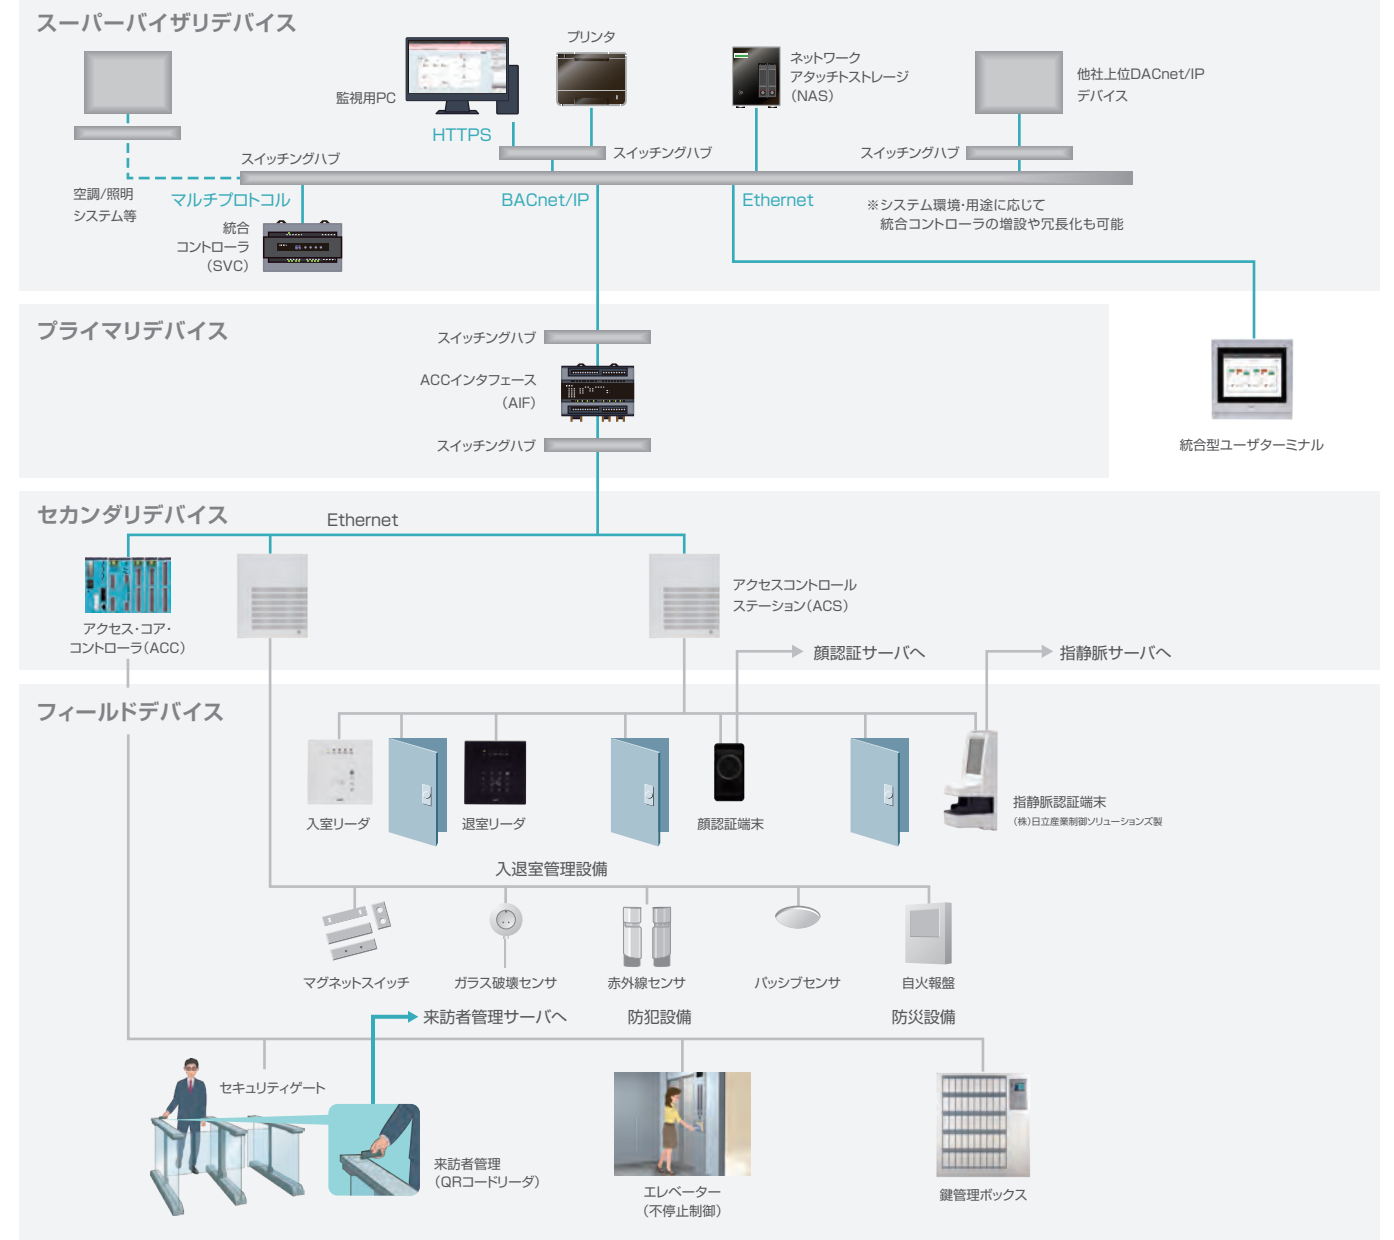 スーパーバイザリデバイス
監視用PC
プリンタ
ネットワーク
アタッチトストレージ
(NAS)
他社上位DACnet/IP
デバイス
HTTPS
スイッチングハブ
スイッチングハブ
スイッチングハブ
空調/照明
システム等
マルチプロトコル
BACnet/IP
Ethernet
※システム環境・用途に応じて
統合コントローラの増設や冗長化も可能
統合
コントローラ
(SVC)
プライマリデバイス
スイッチングハブ
ACCインタフェース
(AIF)
スイッチングハブ
統合型ユーザターミナル
セカンダリデバイス
Ethernet
アクセス・コア・
コントローラ(ACC)
アクセスコントロール
ステーション(ACS)
顔認証サーバへ
指静脈サーバへ
フィールドデバイス
入室リーダ
退室リーダ
顔認証端末
指静脈認証端末
(株)日立産業制御ソリューションズ製
入退室管理設備
マグネットスイッチ
ガラス破壊センサ
赤外線センサ
パッシブセンサ
自火報盤
来訪者管理サーバへ
防犯設備
防災設備
セキュリティゲート
来訪者管理
(QRコードリーダ)
エレベーター
(不停止制御)
鍵管理ボックス